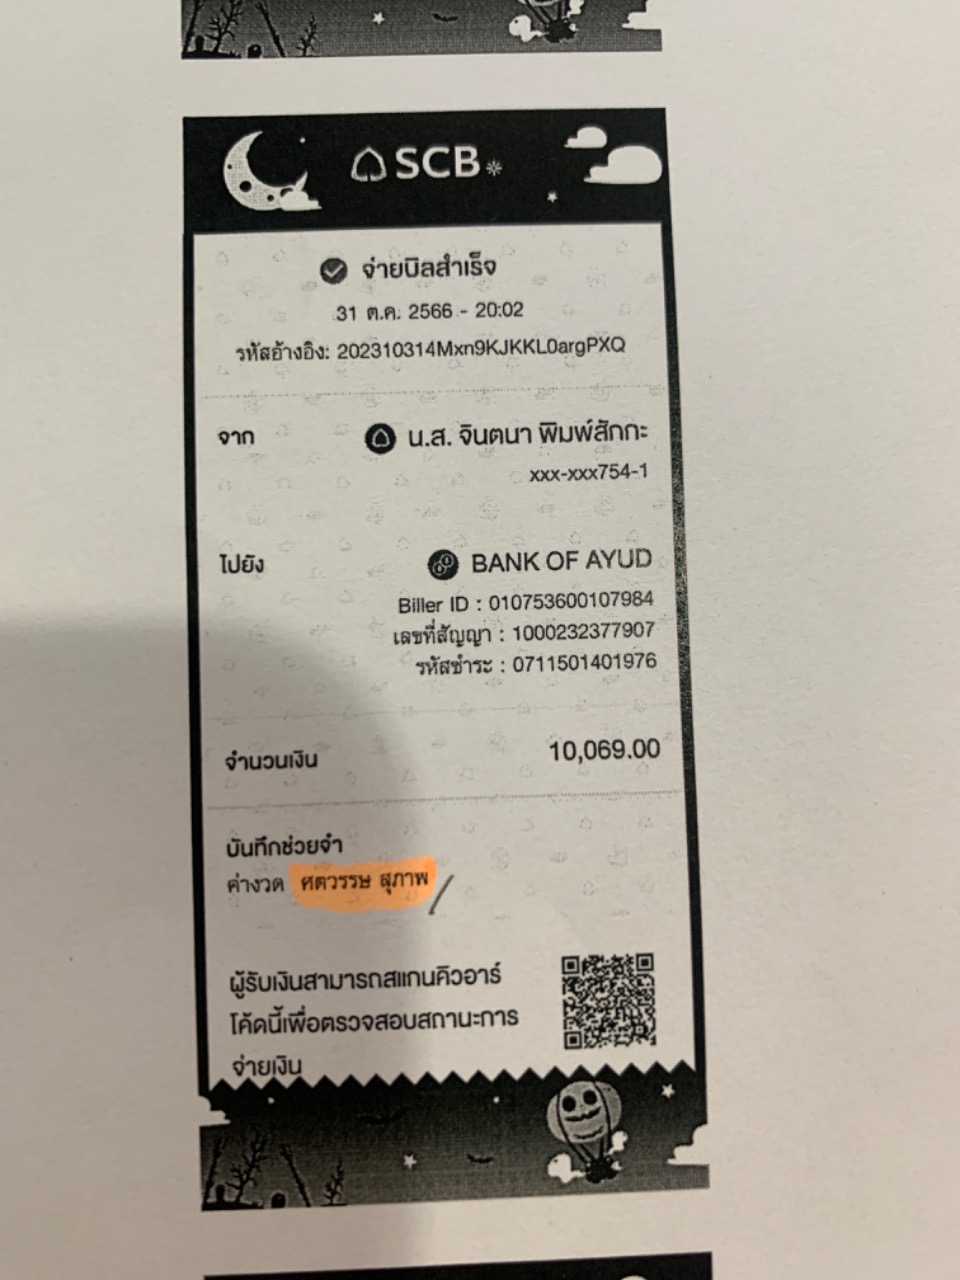 SCB
จ่ายบิลสำเร็จ
31 ต.ค. 2566 - 20:02
รหัสอ้างอิง: 202310314Mxn9KJKKL0argPXQ
จาก น.ส. จินตนา พิมพ์สักกะ
xxx-xxx754-1
ไปยัง BANK OF AYUD
Biller ID : 010753600107984
เลขที่สัญญา : 1000232377907
รหัสชำระ : 0711501401976
จำนวนเงิน 10,069.00
บันทึกช่วยจำ
ค่างวด ศตวรรษ สุภาพ
ผู้รับเงินสามารถสแกนคิวอาร์
โค้ดนี้เพื่อตรวจสอบสถานะการ
จ่ายเงิน